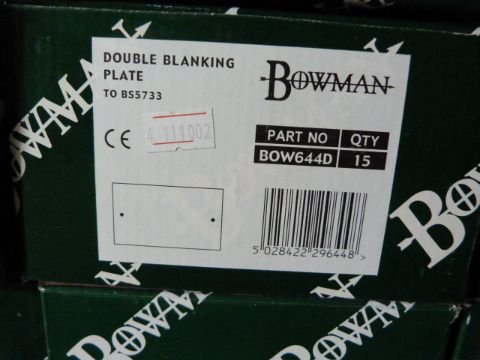 BOWMAN
DOUBLE BLANKING
PLATE
TO BS5733
BOWMAN
CE
4 111002
PART NO QTY
BOW644D 15
5 028422 296448 >
BOWMAN
BOWMAN
BOWMAN